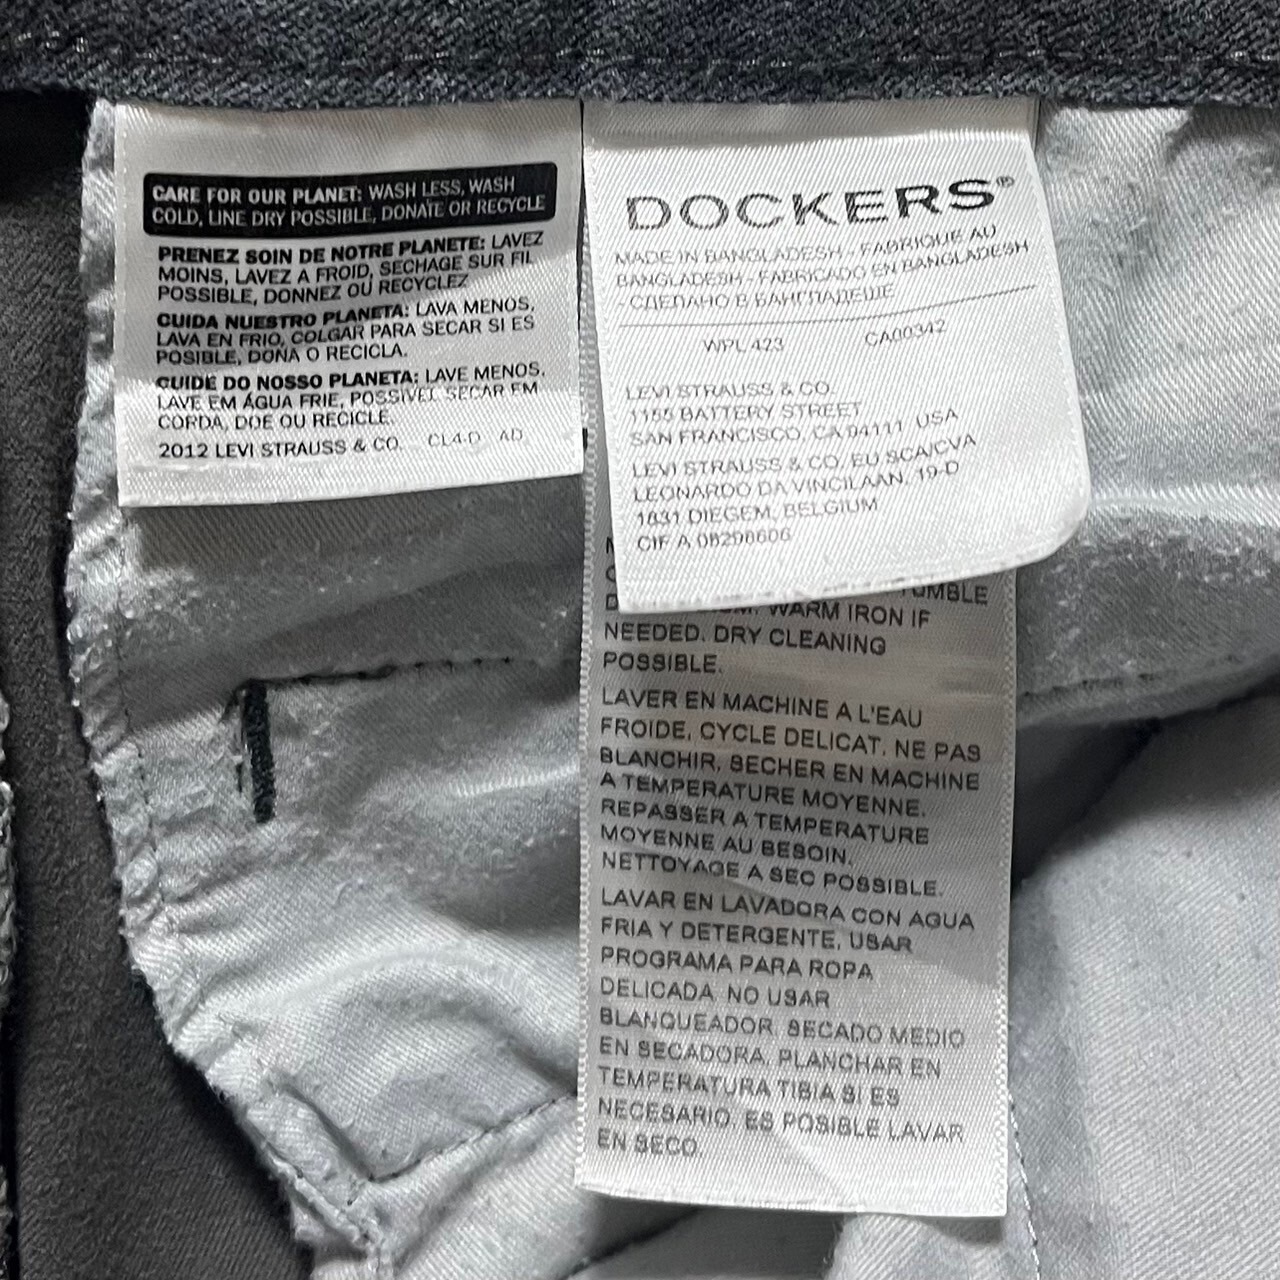 CARE FOR OUR PLANET: WASH LESS, WASH
COLD, LINE DRY POSSIBLE, DONATE OR RECYCLE
PRENEZ SOIN DE NOTRE PLANETE: LAVEZ
MOINS, LAVEZ A FROID, SECHAGE SUR FIL
POSSIBLE, DONNEZ OU RECYCLEZ
CUIDA NUESTRO PLANETA: LAVA MENOS,
LAVA EN FRIO, COLGAR PARA SECAR SI ES
POSIBLE, DONA O RECICLA.
CUIDE DO NOSSO PLANETA: LAVE MENOS.
LAVE EM ÁGUA FRIE, POSSIVEL SECAR EM
CORDA, DOE OU RECICLE.
2012 LEVI STRAUSS & CO. CL4-D AD
DOCKERS®
MADE IN BANGLADESH - FABRIQUE AU
BANGLADESH - FABRICADO EN BANGLADESH
- СДЕЛАНО В БАНГЛАДЕШЕ
WPL 423 CA00342
LEVI STRAUSS & CO.
1155 BATTERY STREET
SAN FRANCISCO, CA 94111 USA
LEVI STRAUSS & CO. EU SCA/CVA
LEONARDO DA VINCILAAN, 19-D
1831 DIEGEM, BELGIUM
CIF A 08298606
TUMBLE
WARM IRON IF
NEEDED. DRY CLEANING
POSSIBLE.
LAVER EN MACHINE A L'EAU
FROIDE, CYCLE DELICAT. NE PAS
BLANCHIR, SECHER EN MACHINE
A TEMPERATURE MOYENNE.
REPASSER A TEMPERATURE
MOYENNE AU BESOIN.
NETTOYAGE A SEC POSSIBLE.
LAVAR EN LAVADORA CON AGUA
FRIA Y DETERGENTE, USAR
PROGRAMA PARA ROPA
DELICADA NO USAR
BLANQUEADOR SECADO MEDIO
EN SECADORA. PLANCHAR EN
TEMPERATURA TIBIA SI ES
NECESARIO. ES POSIBLE LAVAR
EN SECO.